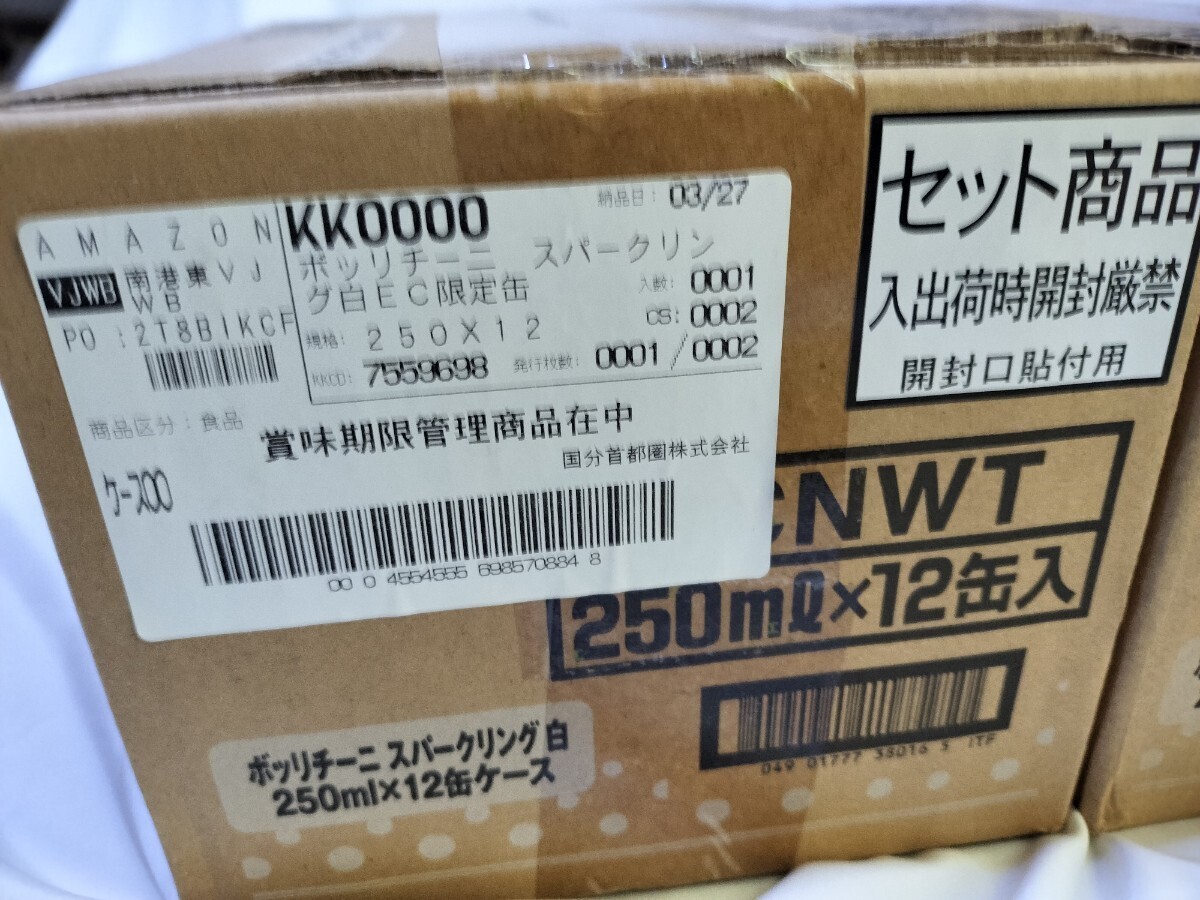 AMAZON
VJWB 南港東VJ
WB
PO:2T8BIKCF
KK0000
納品日: 03/27
ボッリチーニ スパークリン
グ白EC限定缶
入数: 0001
規格: 250X12
CS: 0002
KKCD: 7559698
発行枚数: 0001/0002
商品区分:食品
賞味期限管理商品在中
国分首都圏株式会社
ケース00
00 0 4554555 698570884 8
セット商品
入出荷時開封厳禁
開封口貼付用
CNWT
250mℓ×12缶入
049 01777 38016 5 ITF
ボッリチーニ スパークリング 白
250ml×12缶ケース